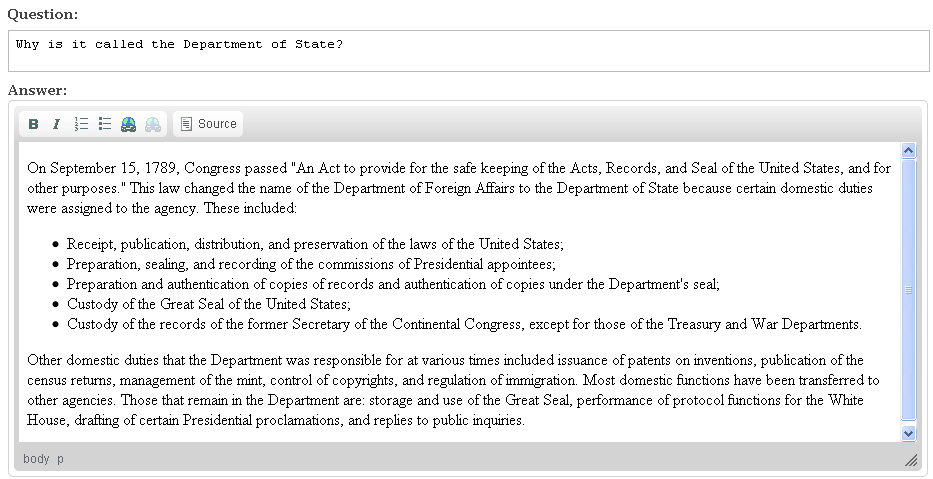 Question:
Why is it called the Department of State?
Answer:
B I Source
On September 15, 1789, Congress passed "An Act to provide for the safe keeping of the Acts, Records, and Seal of the United States, and for
other purposes." This law changed the name of the Department of Foreign Affairs to the Department of State because certain domestic duties
were assigned to the agency. These included:
• Receipt, publication, distribution, and preservation of the laws of the United States;
• Preparation, sealing, and recording of the commissions of Presidential appointees;
• Preparation and authentication of copies of records and authentication of copies under the Department's seal;
• Custody of the Great Seal of the United States;
• Custody of the records of the former Secretary of the Continental Congress, except for those of the Treasury and War Departments.
Other domestic duties that the Department was responsible for at various times included issuance of patents on inventions, publication of the
census returns, management of the mint, control of copyrights, and regulation of immigration. Most domestic functions have been transferred to
other agencies. Those that remain in the Department are: storage and use of the Great Seal, performance of protocol functions for the White
House, drafting of certain Presidential proclamations, and replies to public inquiries.
body p